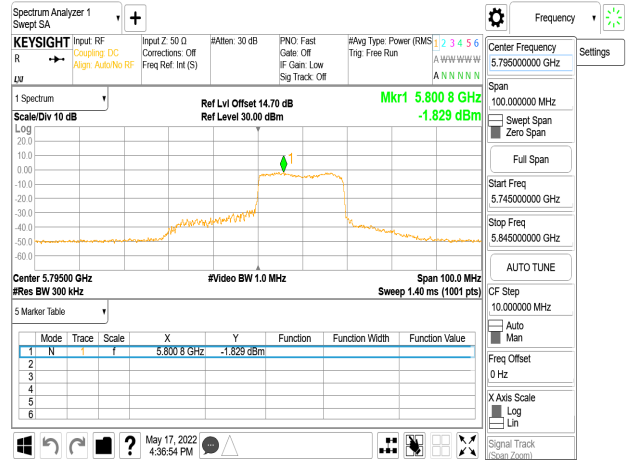 Spectrum Analyzer 1
Swept SA
+
Frequency
KEYSIGHT
R
LXI
Input: RF
Coupling: DC
Align: Auto/No RF
Input Z: 50 Ω
Corrections: Off
Freq Ref: Int (S)
#Atten: 30 dB
PNO: Fast
Gate: Off
IF Gain: Low
Sig Track: Off
#Avg Type: Power (RMS
Trig: Free Run
1 2 3 4 5 6
A W W W W W
A N N N N N
Center Frequency
5.795000000 GHz
Settings
Span
100.000000 MHz
Swept Span
Zero Span
Full Span
Start Freq
5.745000000 GHz
Stop Freq
5.845000000 GHz
AUTO TUNE
CF Step
10.000000 MHz
Auto
Man
Freq Offset
0 Hz
X Axis Scale
Log
Lin
Signal Track
(Span Zoom)
1 Spectrum
Scale/Div 10 dB
Ref Lvl Offset 14.70 dB
Ref Level 30.00 dBm
Mkr1 5.800 8 GHz
-1.829 dBm
Log
20.0
10.0
0.00
-10.0
-20.0
-30.0
-40.0
-50.0
-60.0
1
Center 5.79500 GHz
#Video BW 1.0 MHz
Span 100.0 MHz
#Res BW 300 kHz
Sweep 1.40 ms (1001 pts)
5 Marker Table
Mode Trace Scale X Y Function Function Width Function Value
1 N 1 f 5.800 8 GHz -1.829 dBm
2
3
4
5
6
?
May 17, 2022
4:36:54 PM